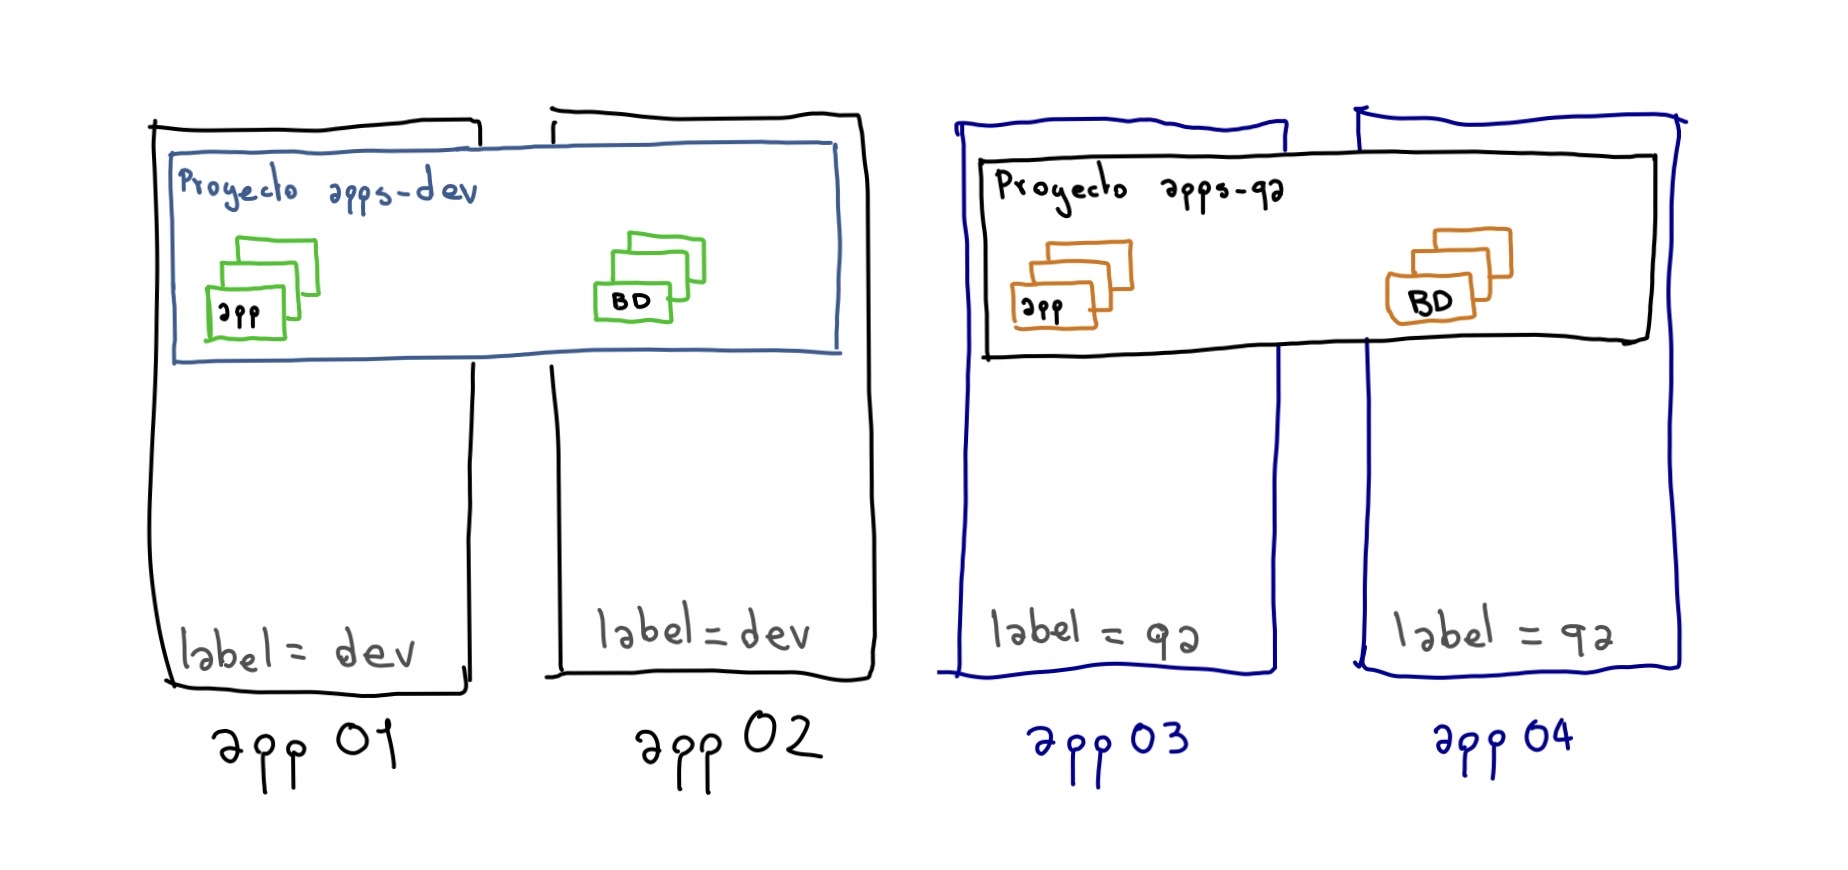 Proyecto apps-dev
app
BD
label = dev
label = dev
app 01
app 02
Proyecto apps-qa
app
BD
label = qa
label = qa
app 03
app 04